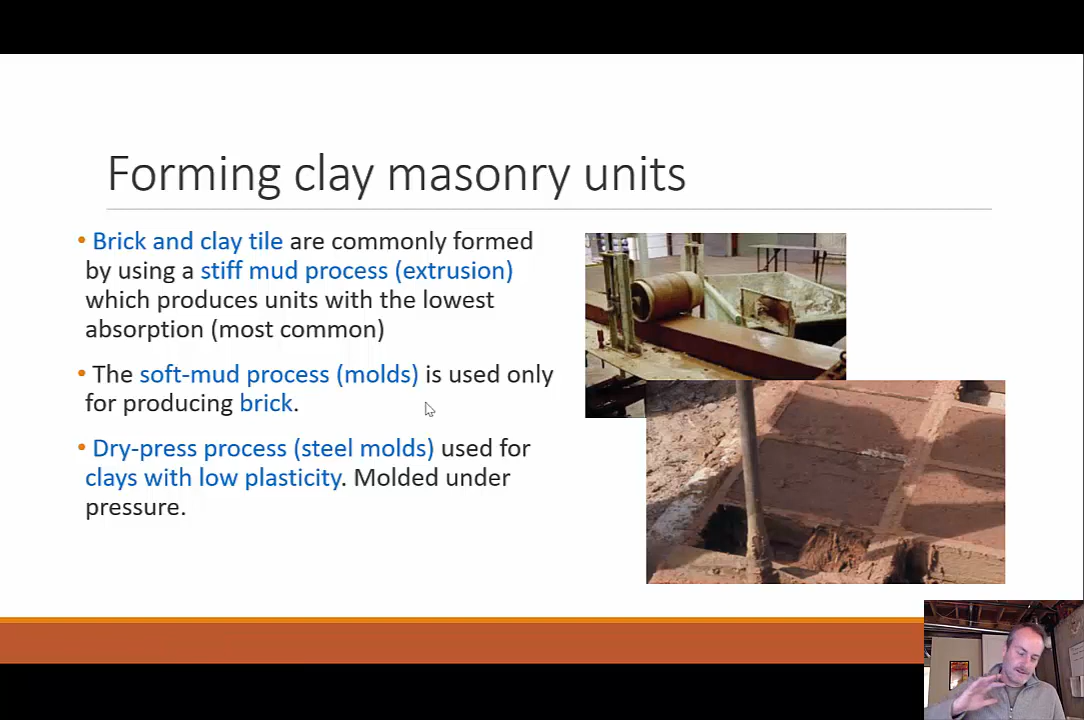 Forming clay masonry units
• Brick and clay tile are commonly formed
by using a stiff mud process (extrusion)
which produces units with the lowest
absorption (most common)
• The soft-mud process (molds) is used only
for producing brick.
• Dry-press process (steel molds) used for
clays with low plasticity. Molded under
pressure.